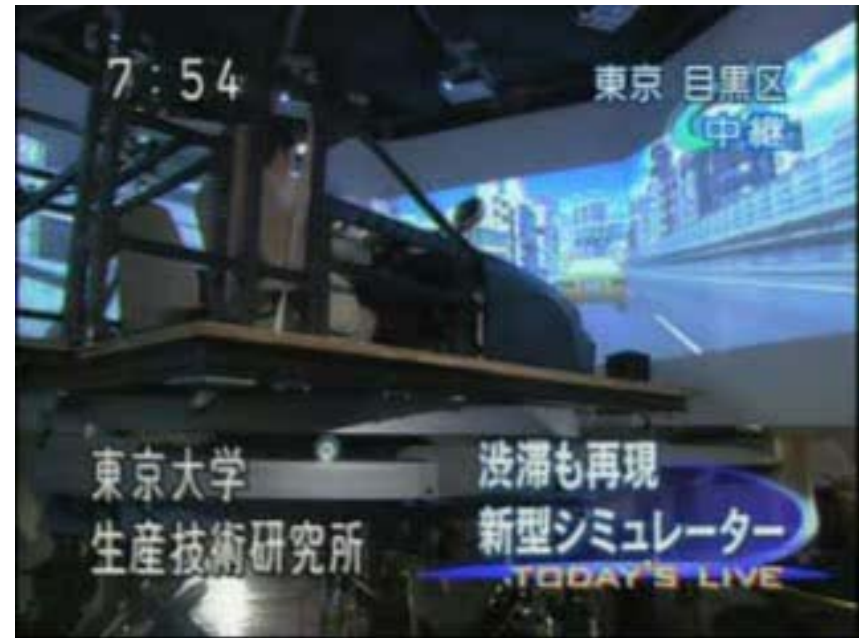 7:54
東京 目黒区
中継
東京大学
生産技術研究所
渋滞も再現
新型シミュレーター
TODAY'S LIVE